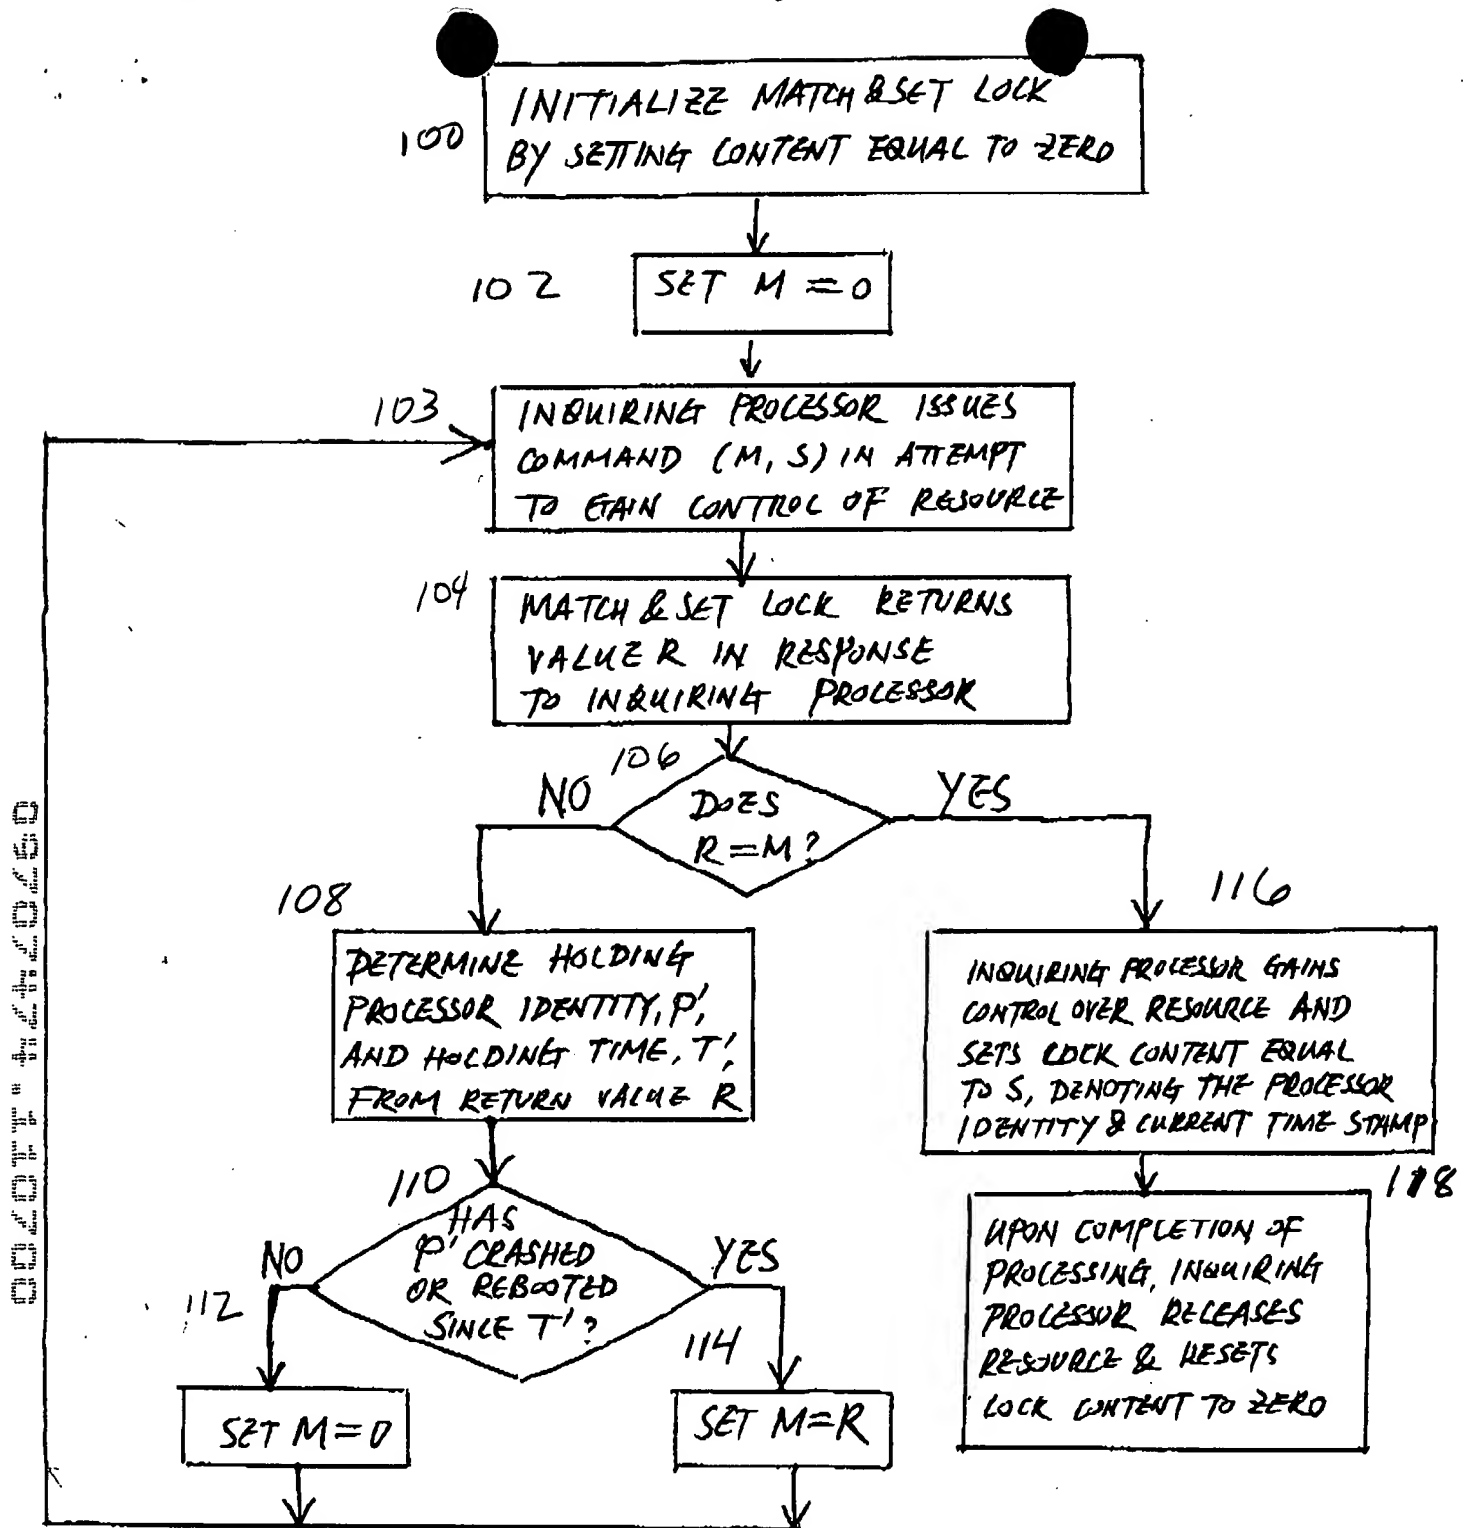 100
INITIALIZE MATCH & SET LOCK
BY SETTING CONTENT EQUAL TO ZERO
102
SET M = 0
103
INQUIRING PROCESSOR ISSUES
COMMAND (M, S) IN ATTEMPT
TO GAIN CONTROL OF RESOURCE
104
MATCH & SET LOCK RETURNS
VALUE R IN RESPONSE
TO INQUIRING PROCESSOR
106
NO
DOES
R = M?
YES
108
DETERMINE HOLDING
PROCESSOR IDENTITY, P',
AND HOLDING TIME, T',
FROM RETURN VALUE R
116
INQUIRING PROCESSOR GAINS
CONTROL OVER RESOURCE AND
SETS LOCK CONTENT EQUAL
TO S, DENOTING THE PROCESSOR
IDENTITY & CURRENT TIME STAMP
110
NO
HAS
P' CRASHED
OR REBOOTED
SINCE T'?
YES
118
UPON COMPLETION OF
PROCESSING, INQUIRING
PROCESSOR RELEASES
RESOURCE & RESETS
LOCK CONTENT TO ZERO
112
SET M = 0
114
SET M = R
09707424.110700